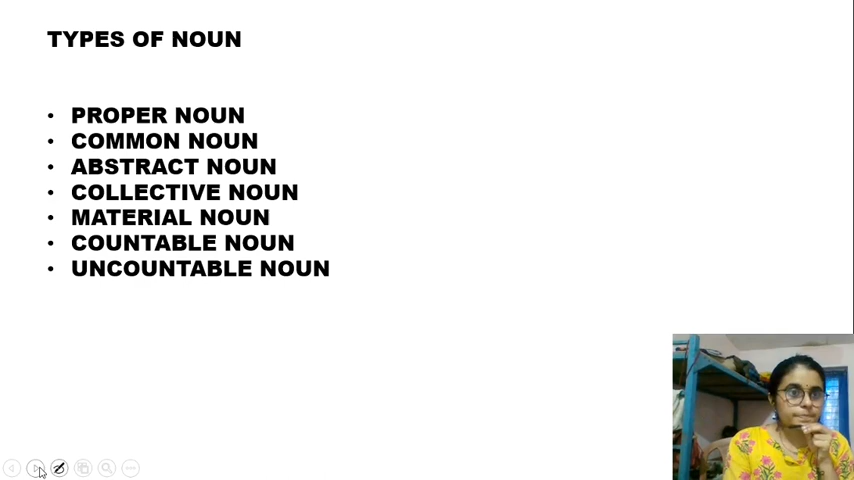 TYPES OF NOUN
• PROPER NOUN
• COMMON NOUN
• ABSTRACT NOUN
• COLLECTIVE NOUN
• MATERIAL NOUN
• COUNTABLE NOUN
• UNCOUNTABLE NOUN